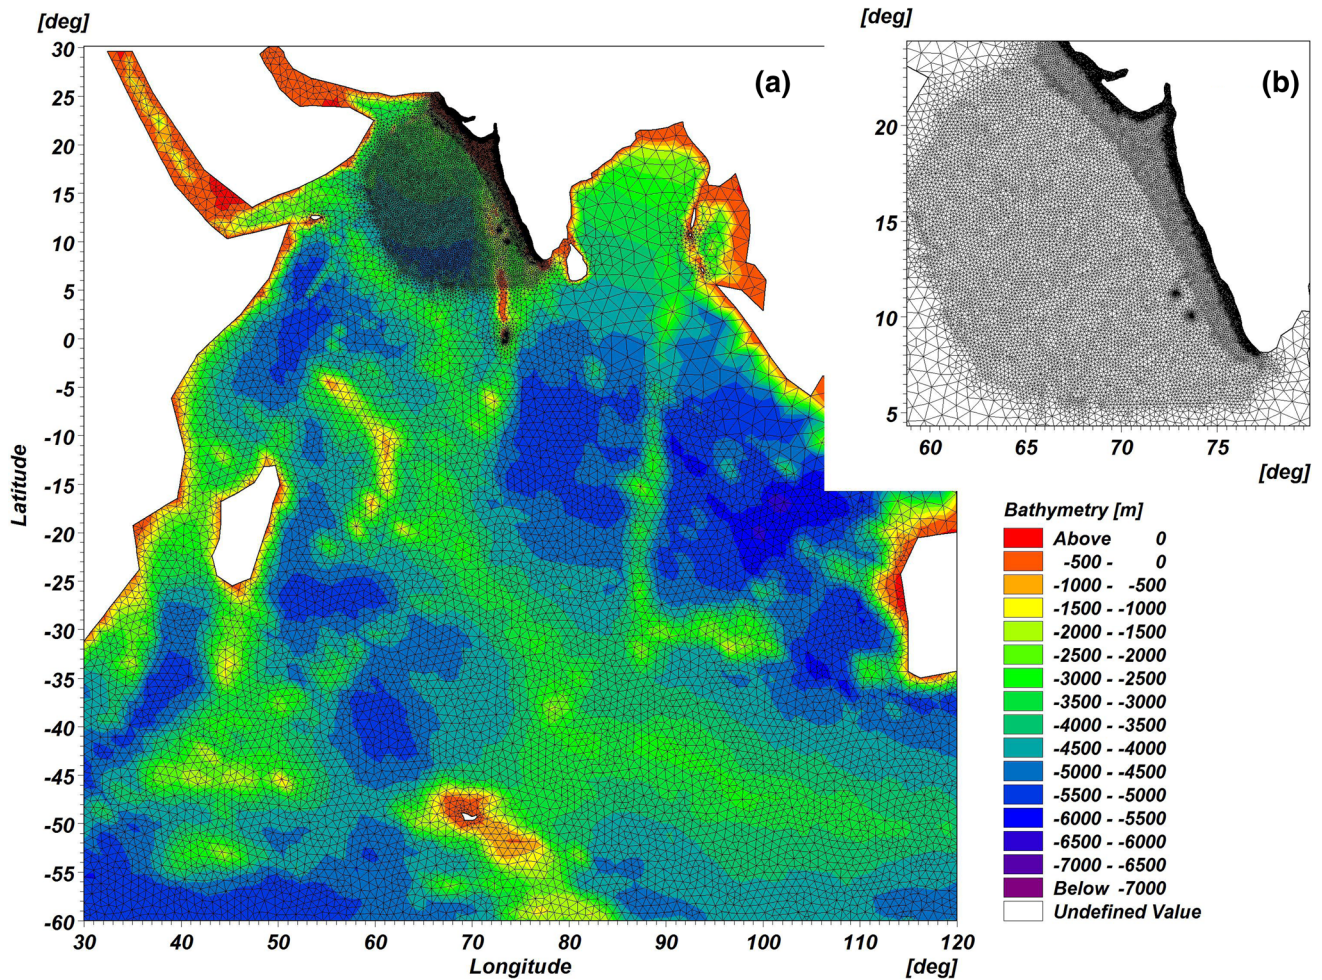 [deg]
30
25
20
15
10
5
0
-5
-10
-15
-20
-25
-30
-35
-40
-45
-50
-55
-60
Latitude
30 40 50 60 70 80 90 100 110 120
Longitude [deg]
(a)
[deg]
(b)
20
15
10
5
60 65 70 75
[deg]
Bathymetry [m]
Above 0
-500 - 0
-1000 - -500
-1500 - -1000
-2000 - -1500
-2500 - -2000
-3000 - -2500
-3500 - -3000
-4000 - -3500
-4500 - -4000
-5000 - -4500
-5500 - -5000
-6000 - -5500
-6500 - -6000
-7000 - -6500
Below -7000
Undefined Value